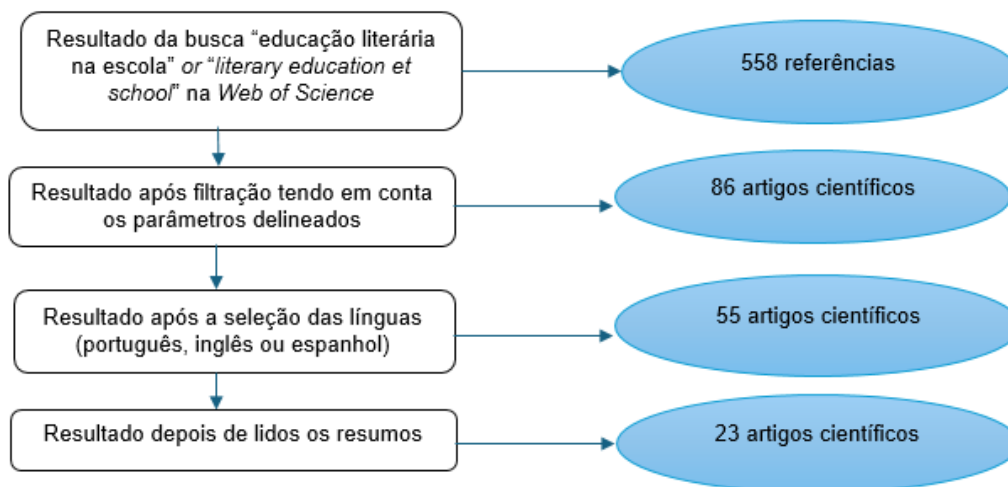 Resultado da busca “educação literária
na escola” or “literary education et
school” na Web of Science
558 referências
Resultado após filtração tendo em conta
os parâmetros delineados
86 artigos científicos
Resultado após a seleção das línguas
(português, inglês ou espanhol)
55 artigos científicos
Resultado depois de lidos os resumos
23 artigos científicos